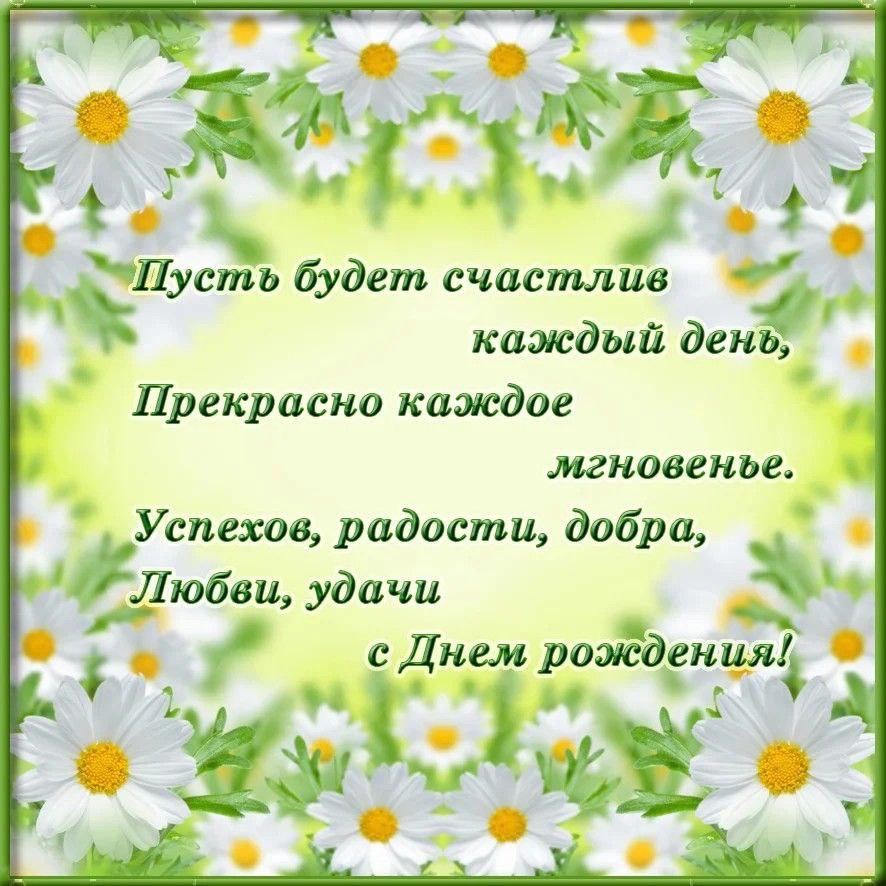 Пусть будет счастлив
каждый день,
Прекрасно каждое
мгновенье.
Успехов, радости, добра,
Любви, удачи
с Днем рождения!